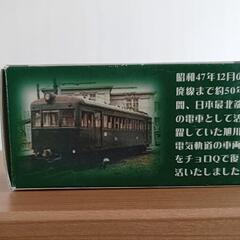 昭和47年12月の
廃線まで約50年
間、日本最北端
の電車として活
躍していた旭川
電気軌道の車両
をチョロQで復
活いたしました